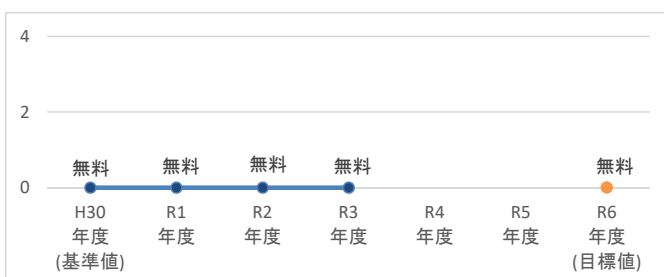 4
2
無料 無料 無料 無料 無料
0
H30 R1 R2 R3 R4 R5 R6
年度 年度 年度 年度 年度 年度 年度
(基準値) (目標値)